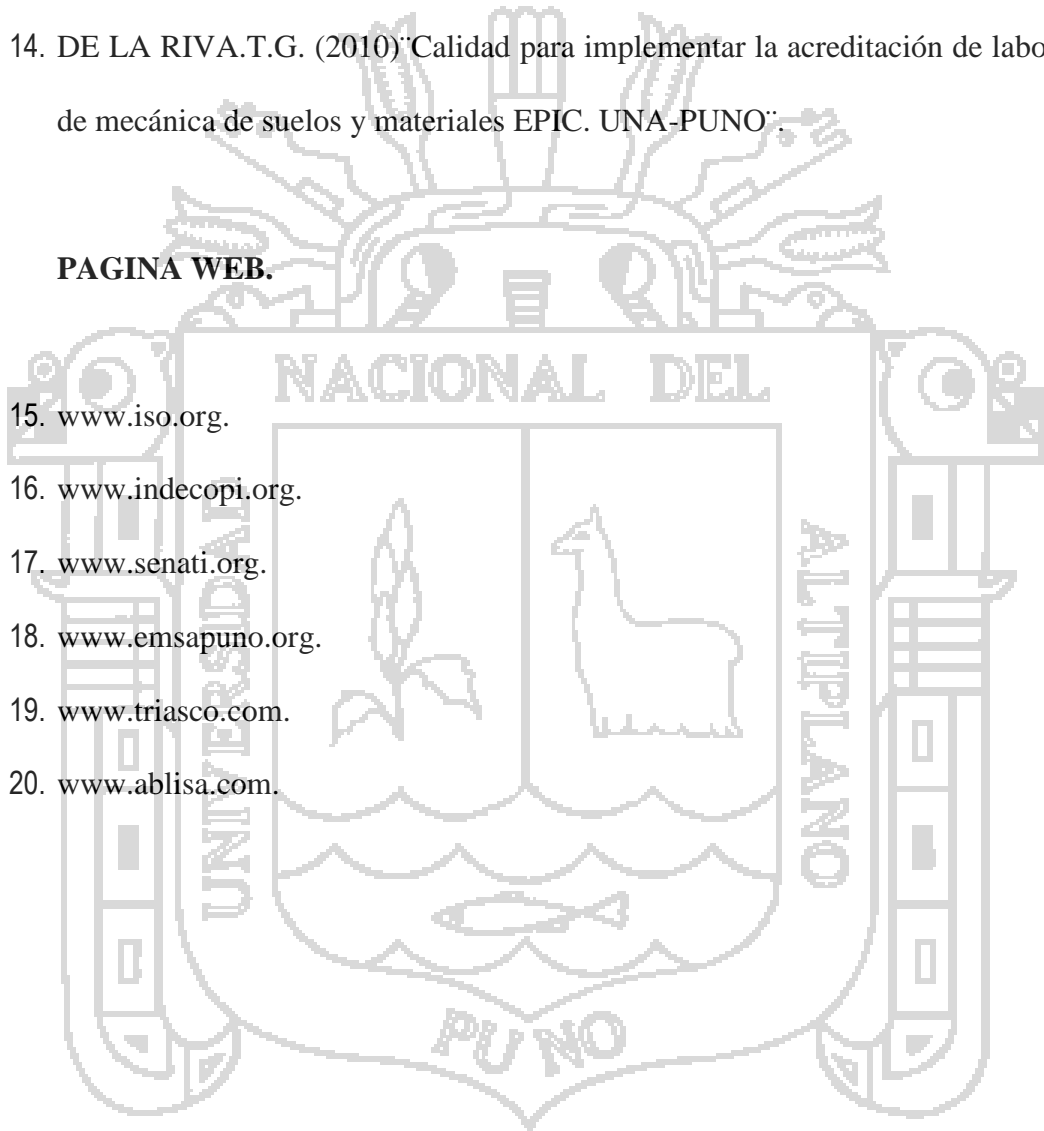 14. DE LA RIVA.T.G. (2010)¨Calidad para implementar la acreditación de labo
de mecánica de suelos y materiales EPIC. UNA-PUNO¨.
PAGINA WEB.
15. www.iso.org.
16. www.indecopi.org.
17. www.senati.org.
18. www.emsapuno.org.
19. www.triasco.com.
20. www.ablisa.com.
UNIVERSIDAD
NACIONAL DEL
ALTIPLANO
PUNO